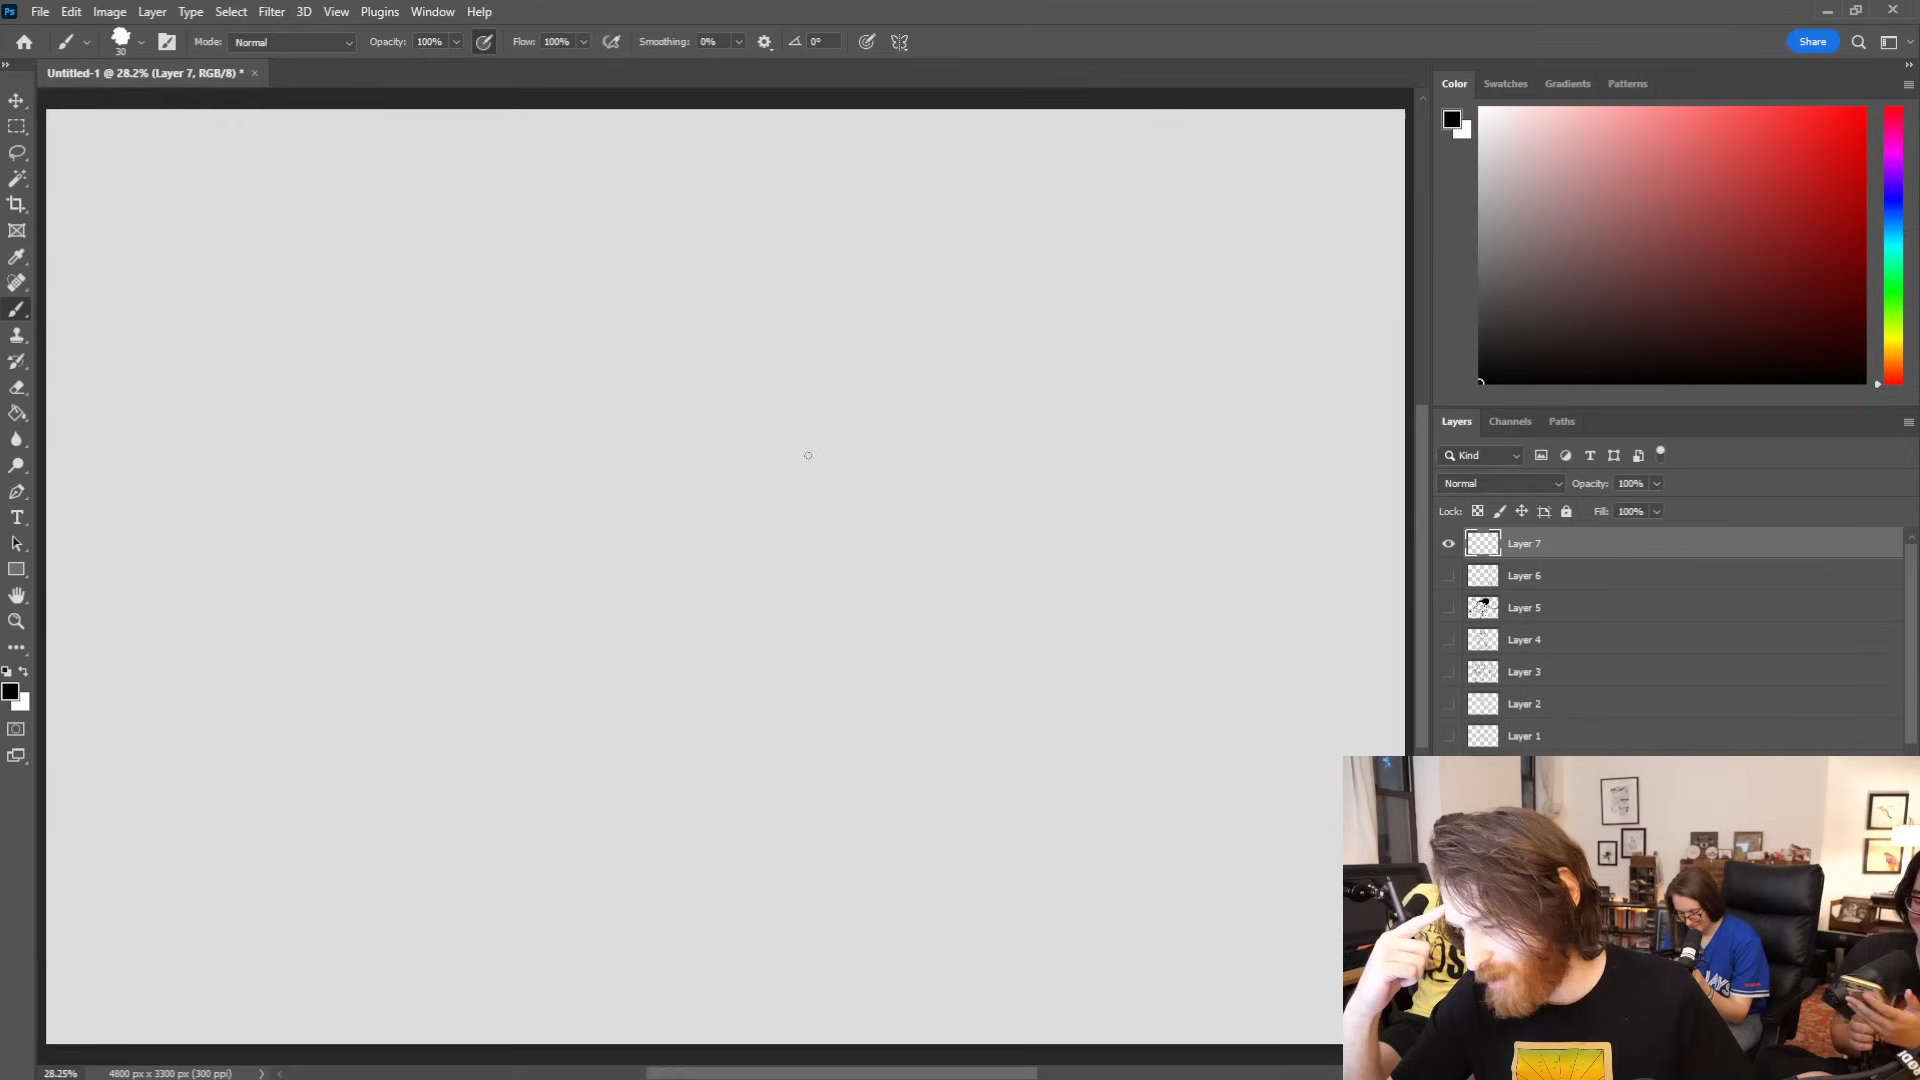 Ps File Edit Image Layer Type Select Filter 3D View Plugins Window Help
30 Mode: Normal Opacity: 100% Flow: 100% Smoothing: 0% 0° Share
Untitled-1 @ 28.2% (Layer 7, RGB/8) *
Color Swatches Gradients Patterns
Layers Channels Paths
Kind
Normal Opacity: 100%
Lock: Fill: 100%
Layer 7
Layer 6
Layer 5
Layer 4
Layer 3
Layer 2
Layer 1
JAYS
28.25% 4800 px x 3300 px (300 ppi)